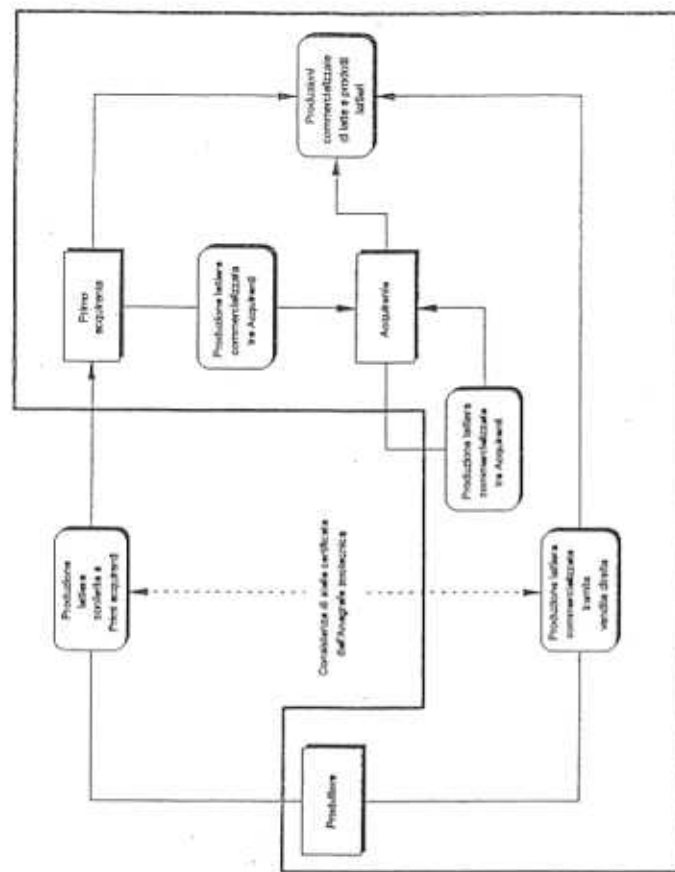 Produttore
Produzione
lattiera
conferita a
Primi acquirenti
Primo
acquirente
Produzione lattiera
commercializzata
tra Acquirenti
Produzioni
commercializzate
di latte e prodotti
lattieri
Acquirente
Produzione lattiera
commercializzata
tra Acquirenti
Consistenza di stalla certificata
dall'Anagrafe zootecnica
Produzione lattiera
commercializzata
tramite
vendita diretta